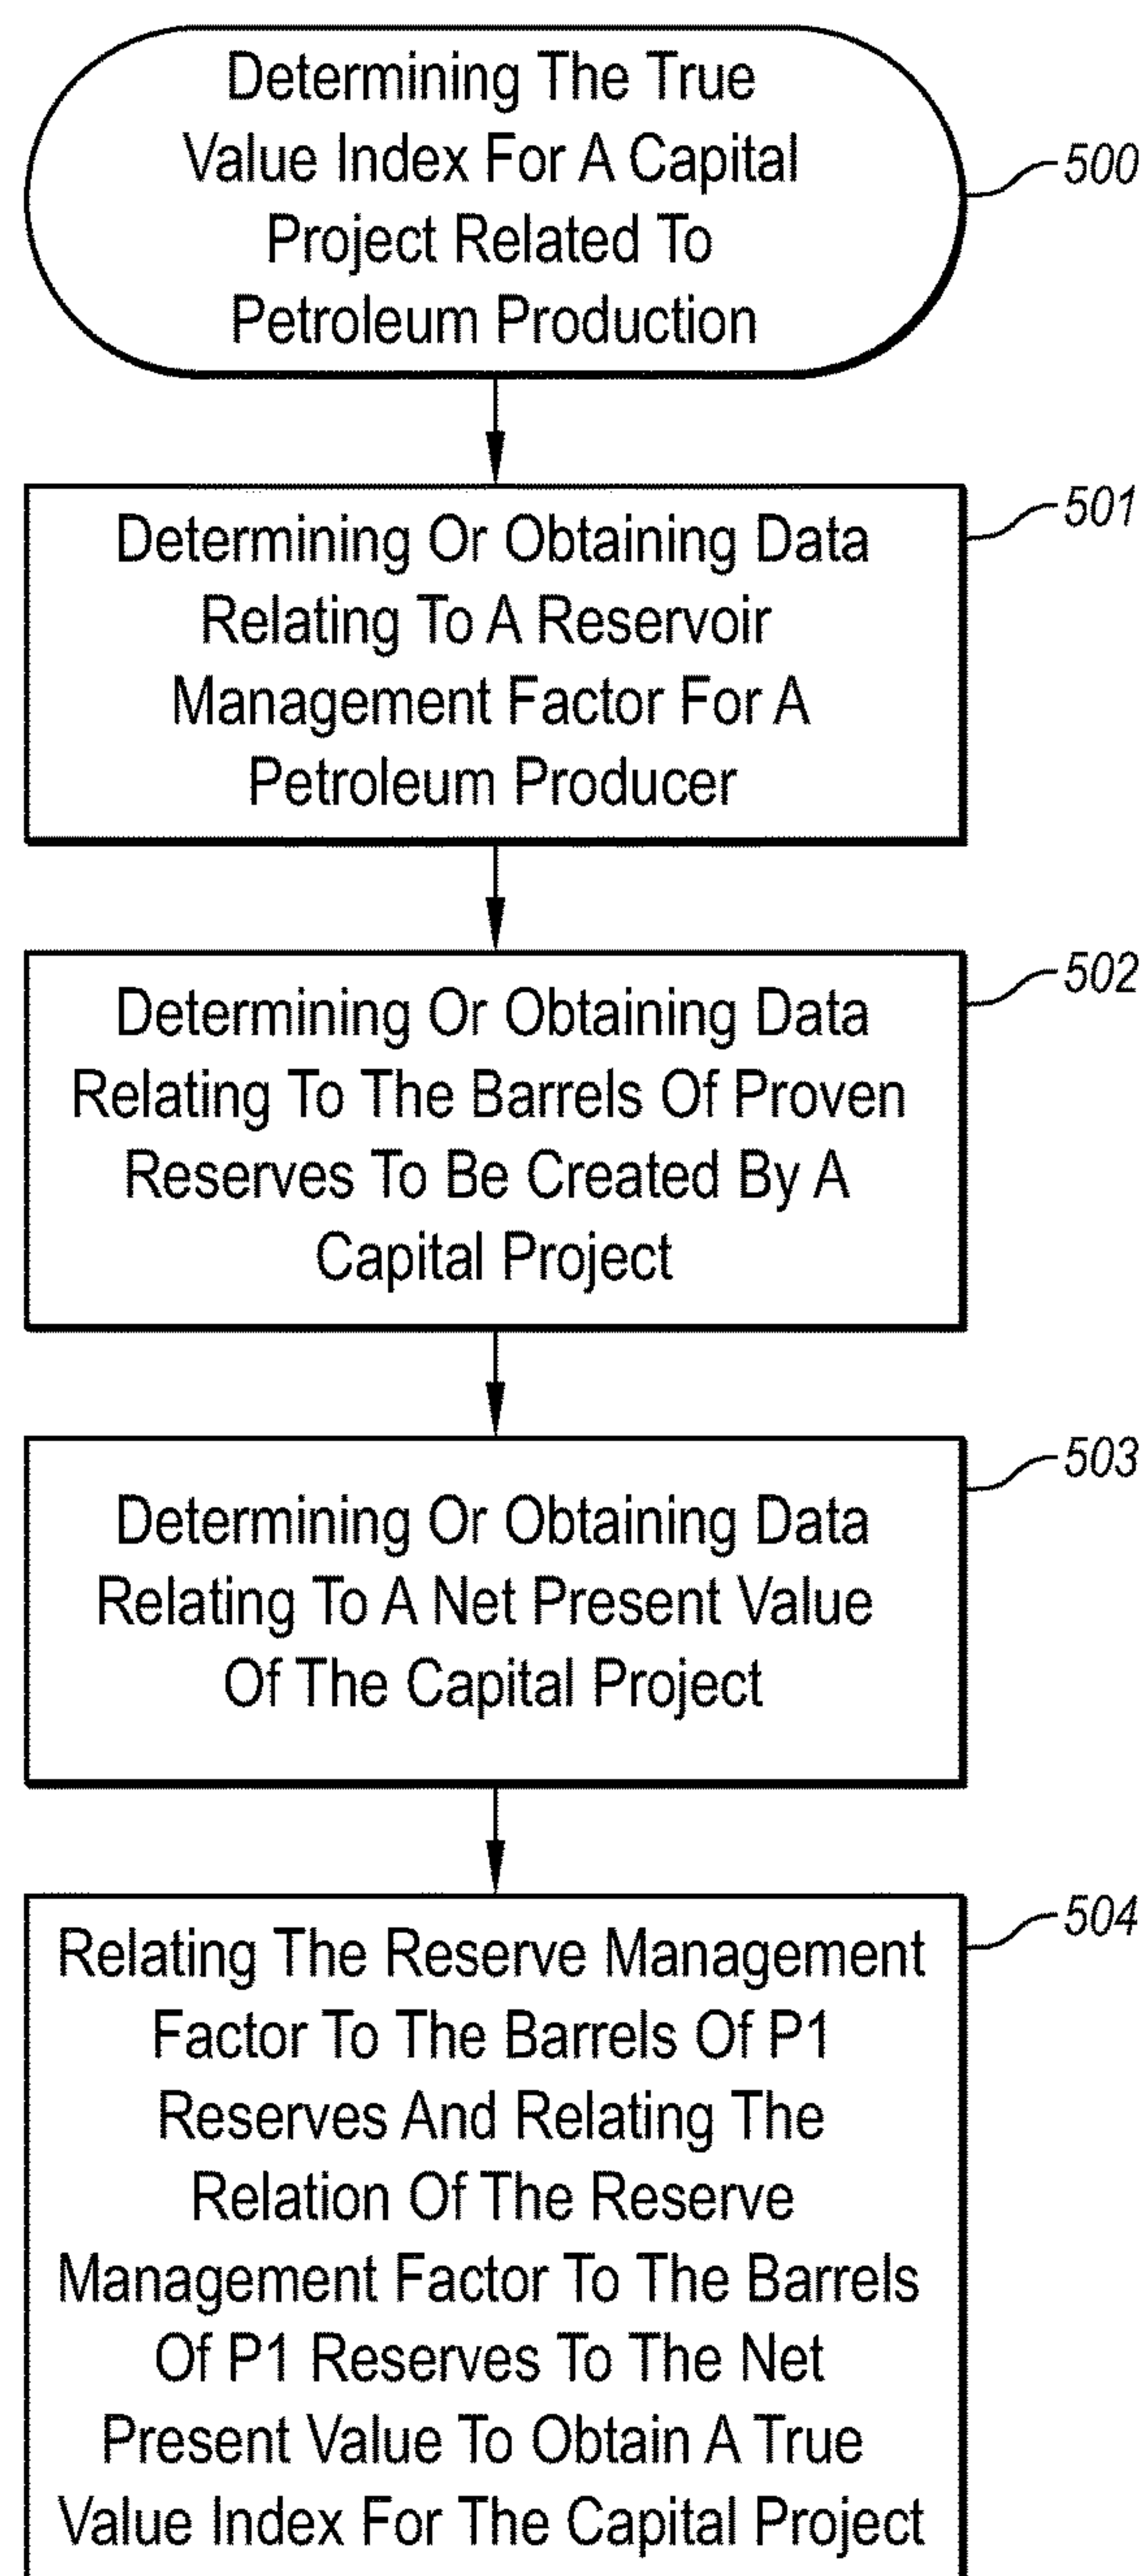 Determining The True
Value Index For A Capital
Project Related To
Petroleum Production
500
Determining Or Obtaining Data
Relating To A Reservoir
Management Factor For A
Petroleum Producer
501
Determining Or Obtaining Data
Relating To The Barrels Of Proven
Reserves To Be Created By A
Capital Project
502
Determining Or Obtaining Data
Relating To A Net Present Value
Of The Capital Project
503
Relating The Reserve Management
Factor To The Barrels Of P1
Reserves And Relating The
Relation Of The Reserve
Management Factor To The Barrels
Of P1 Reserves To The Net
Present Value To Obtain A True
Value Index For The Capital Project
504